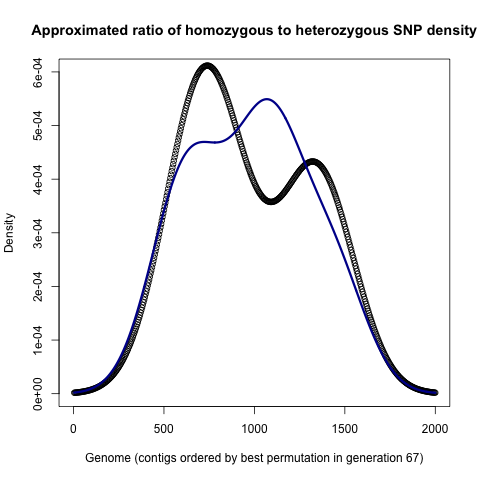 Approximated ratio of homozygous to heterozygous SNP density
Density
6e-04
5e-04
4e-04
3e-04
2e-04
1e-04
0e+00
0 500 1000 1500 2000
Genome (contigs ordered by best permutation in generation 67)